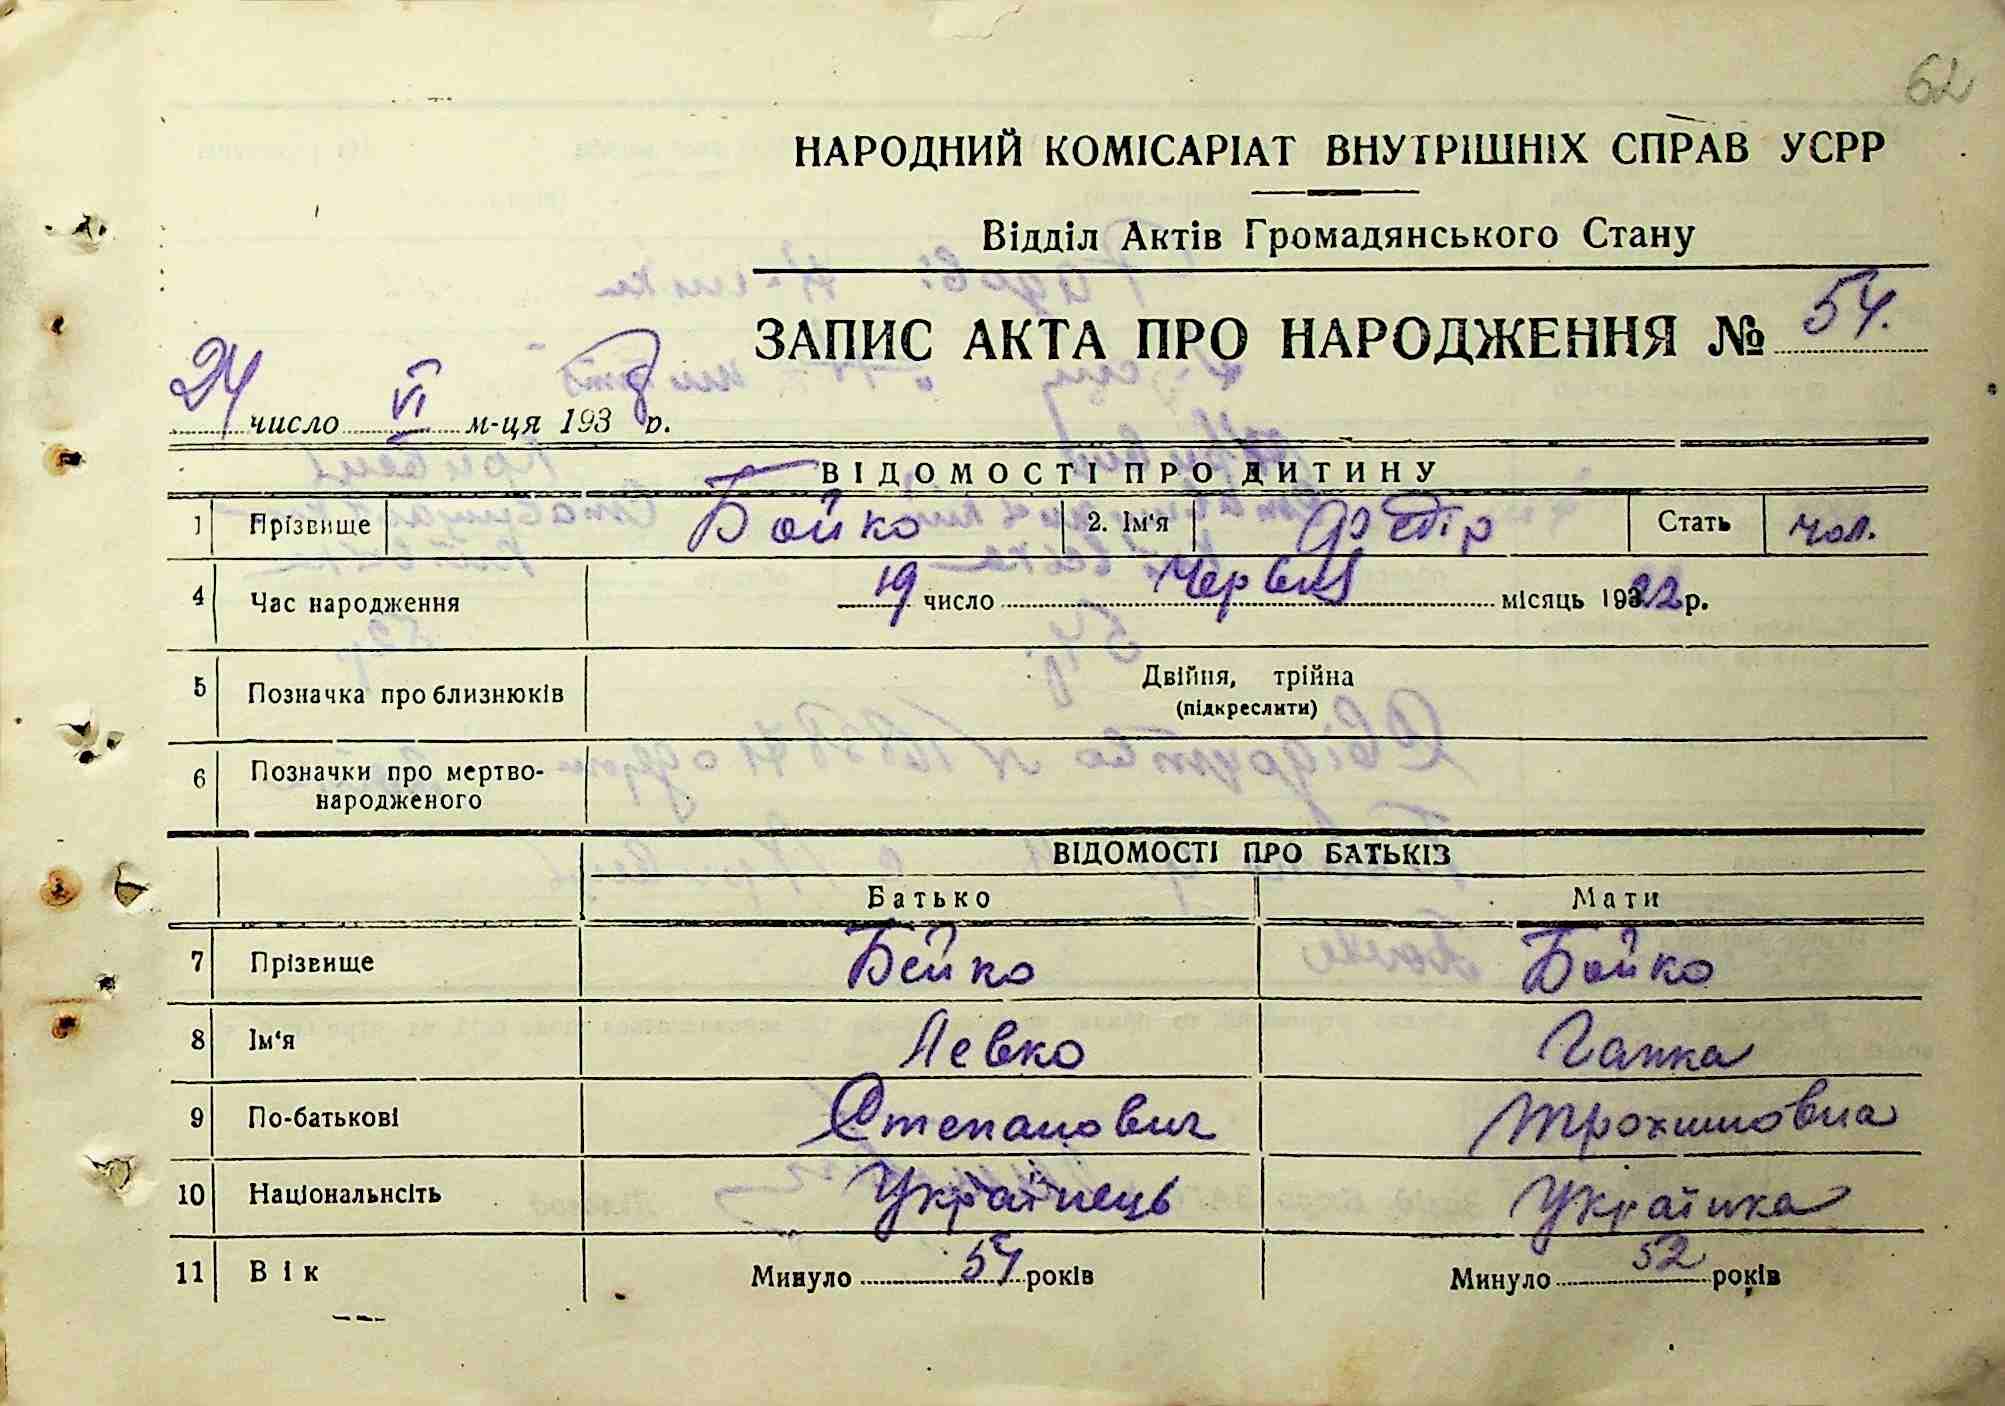 62
НАРОДНИЙ КОМІСАРІАТ ВНУТРІШНІХ СПРАВ УСРР
Відділ Актів Громадянського Стану
ЗАПИС АКТА ПРО НАРОДЖЕННЯ № 54.
24 число VI м-ця 1938 р.
ВІДОМОСТІ ПРО ДИТИНУ
1 Прізвище Бойко 2. Ім'я Федір Стать чол.
4 Час народження 19 число Червня місяць 1922 р.
5 Позначка про близнюків Двійня, трійна
(підкреслити)
6 Позначки про мертво-
народженого
ВІДОМОСТІ ПРО БАТЬКІВ
Батько Мати
7 Прізвище Бойко Бойко
8 Ім'я Левко Гапка
9 По-батькові Степанович Трохимовна
10 Національнсіть Українець Українка
11 Вік Минуло 54 років Минуло 52 років